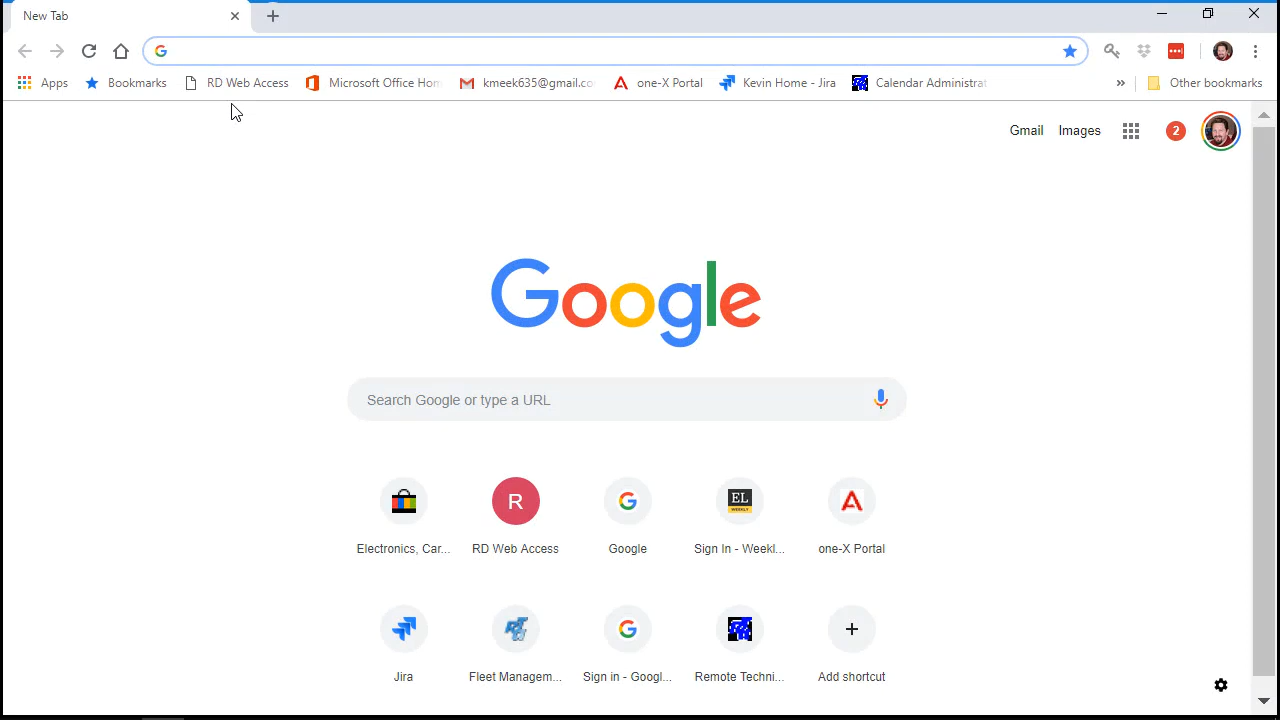 New Tab
Apps Bookmarks RD Web Access Microsoft Office Hom kmeek635@gmail.co one-X Portal Kevin Home - Jira Calendar Administrat » Other bookmarks
Gmail Images 2
Google
Search Google or type a URL
R EL
WEEKLY
Electronics, Car... RD Web Access Google Sign In - Weekl... one-X Portal
Jira Fleet Managem... Sign in - Googl... Remote Techni... Add shortcut